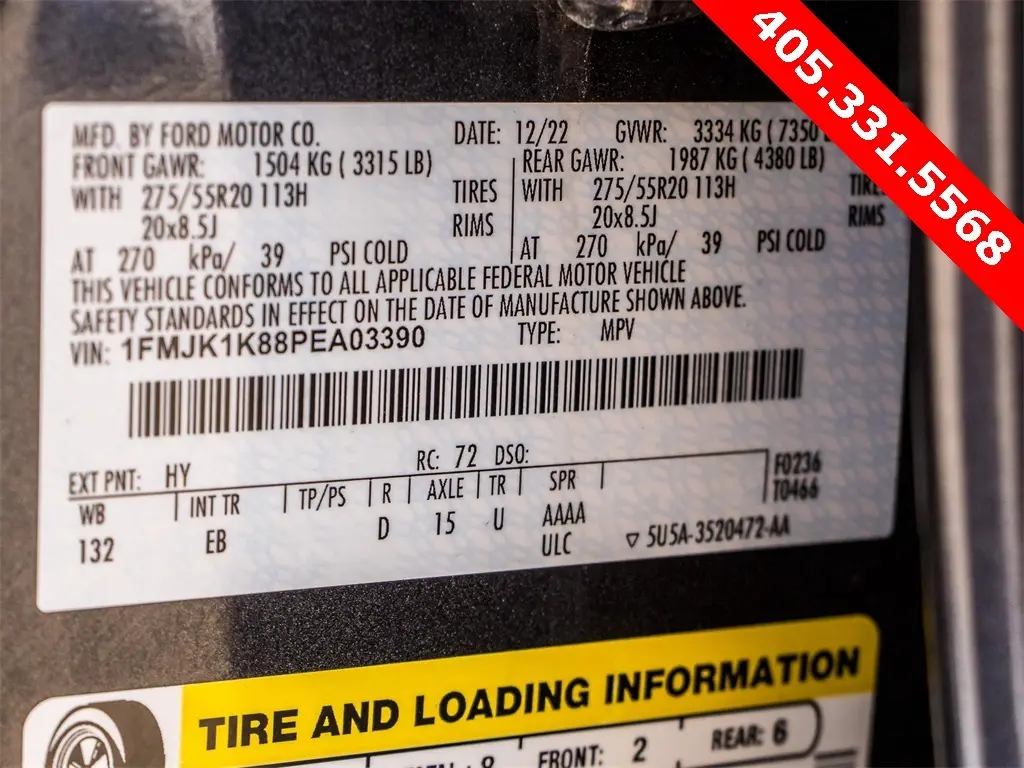 405.331.5568
MFD. BY FORD MOTOR CO. DATE: 12/22 GVWR: 3334 KG ( 7350
FRONT GAWR: 1504 KG ( 3315 LB) REAR GAWR: 1987 KG ( 4380 LB)
WITH 275/55R20 113H TIRES WITH 275/55R20 113H
20x8.5J RIMS 20x8.5J RIMS
AT 270 kPa/ 39 PSI COLD AT 270 kPa/ 39 PSI COLD
THIS VEHICLE CONFORMS TO ALL APPLICABLE FEDERAL MOTOR VEHICLE
SAFETY STANDARDS IN EFFECT ON THE DATE OF MANUFACTURE SHOWN ABOVE.
VIN: 1FMJK1K88PEA03390 TYPE: MPV
EXT PNT: HY RC: 72 DSO: F0236
WB INT TR TP/PS R AXLE TR SPR T0466
132 EB D 15 U AAAA
ULC ▽ 5U5A-3520472-AA
TIRE AND LOADING INFORMATION
8 FRONT: 2 REAR: 6